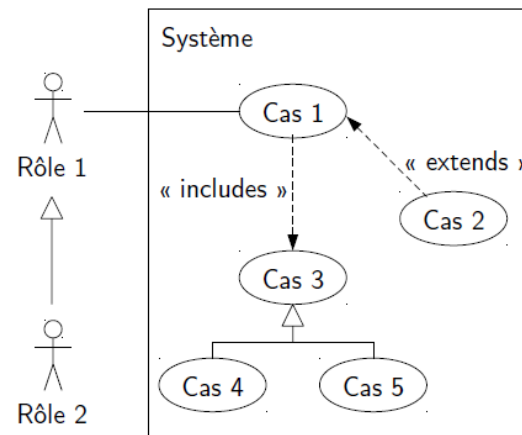 Système
Cas 1
Rôle 1
« extends »
« includes »
Cas 2
Cas 3
Cas 4
Cas 5
Rôle 2